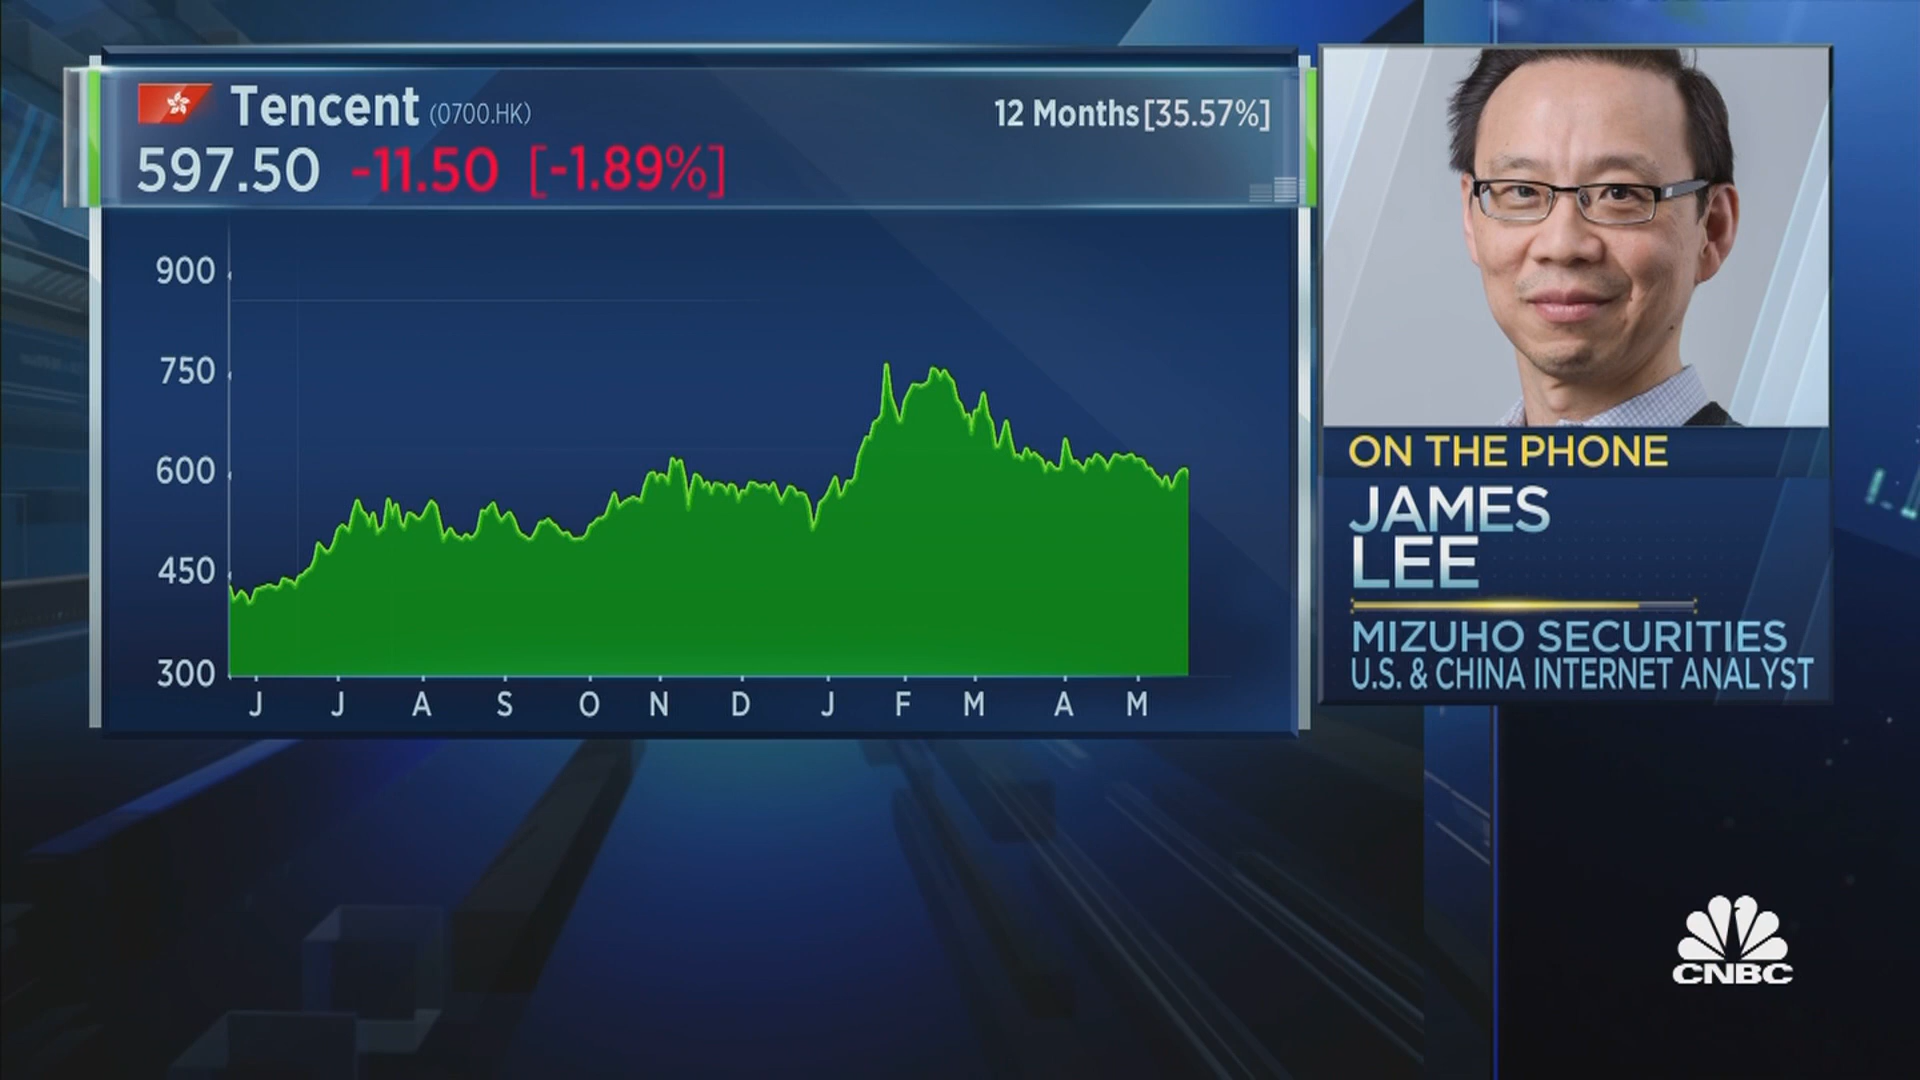 Tencent (0700.HK)
12 Months [35.57%]
597.50 -11.50 [-1.89%]
900
750
600
450
300
J J A S O N D J F M A M
ON THE PHONE
JAMES
LEE
MIZUHO SECURITIES
U.S. & CHINA INTERNET ANALYST
CNBC